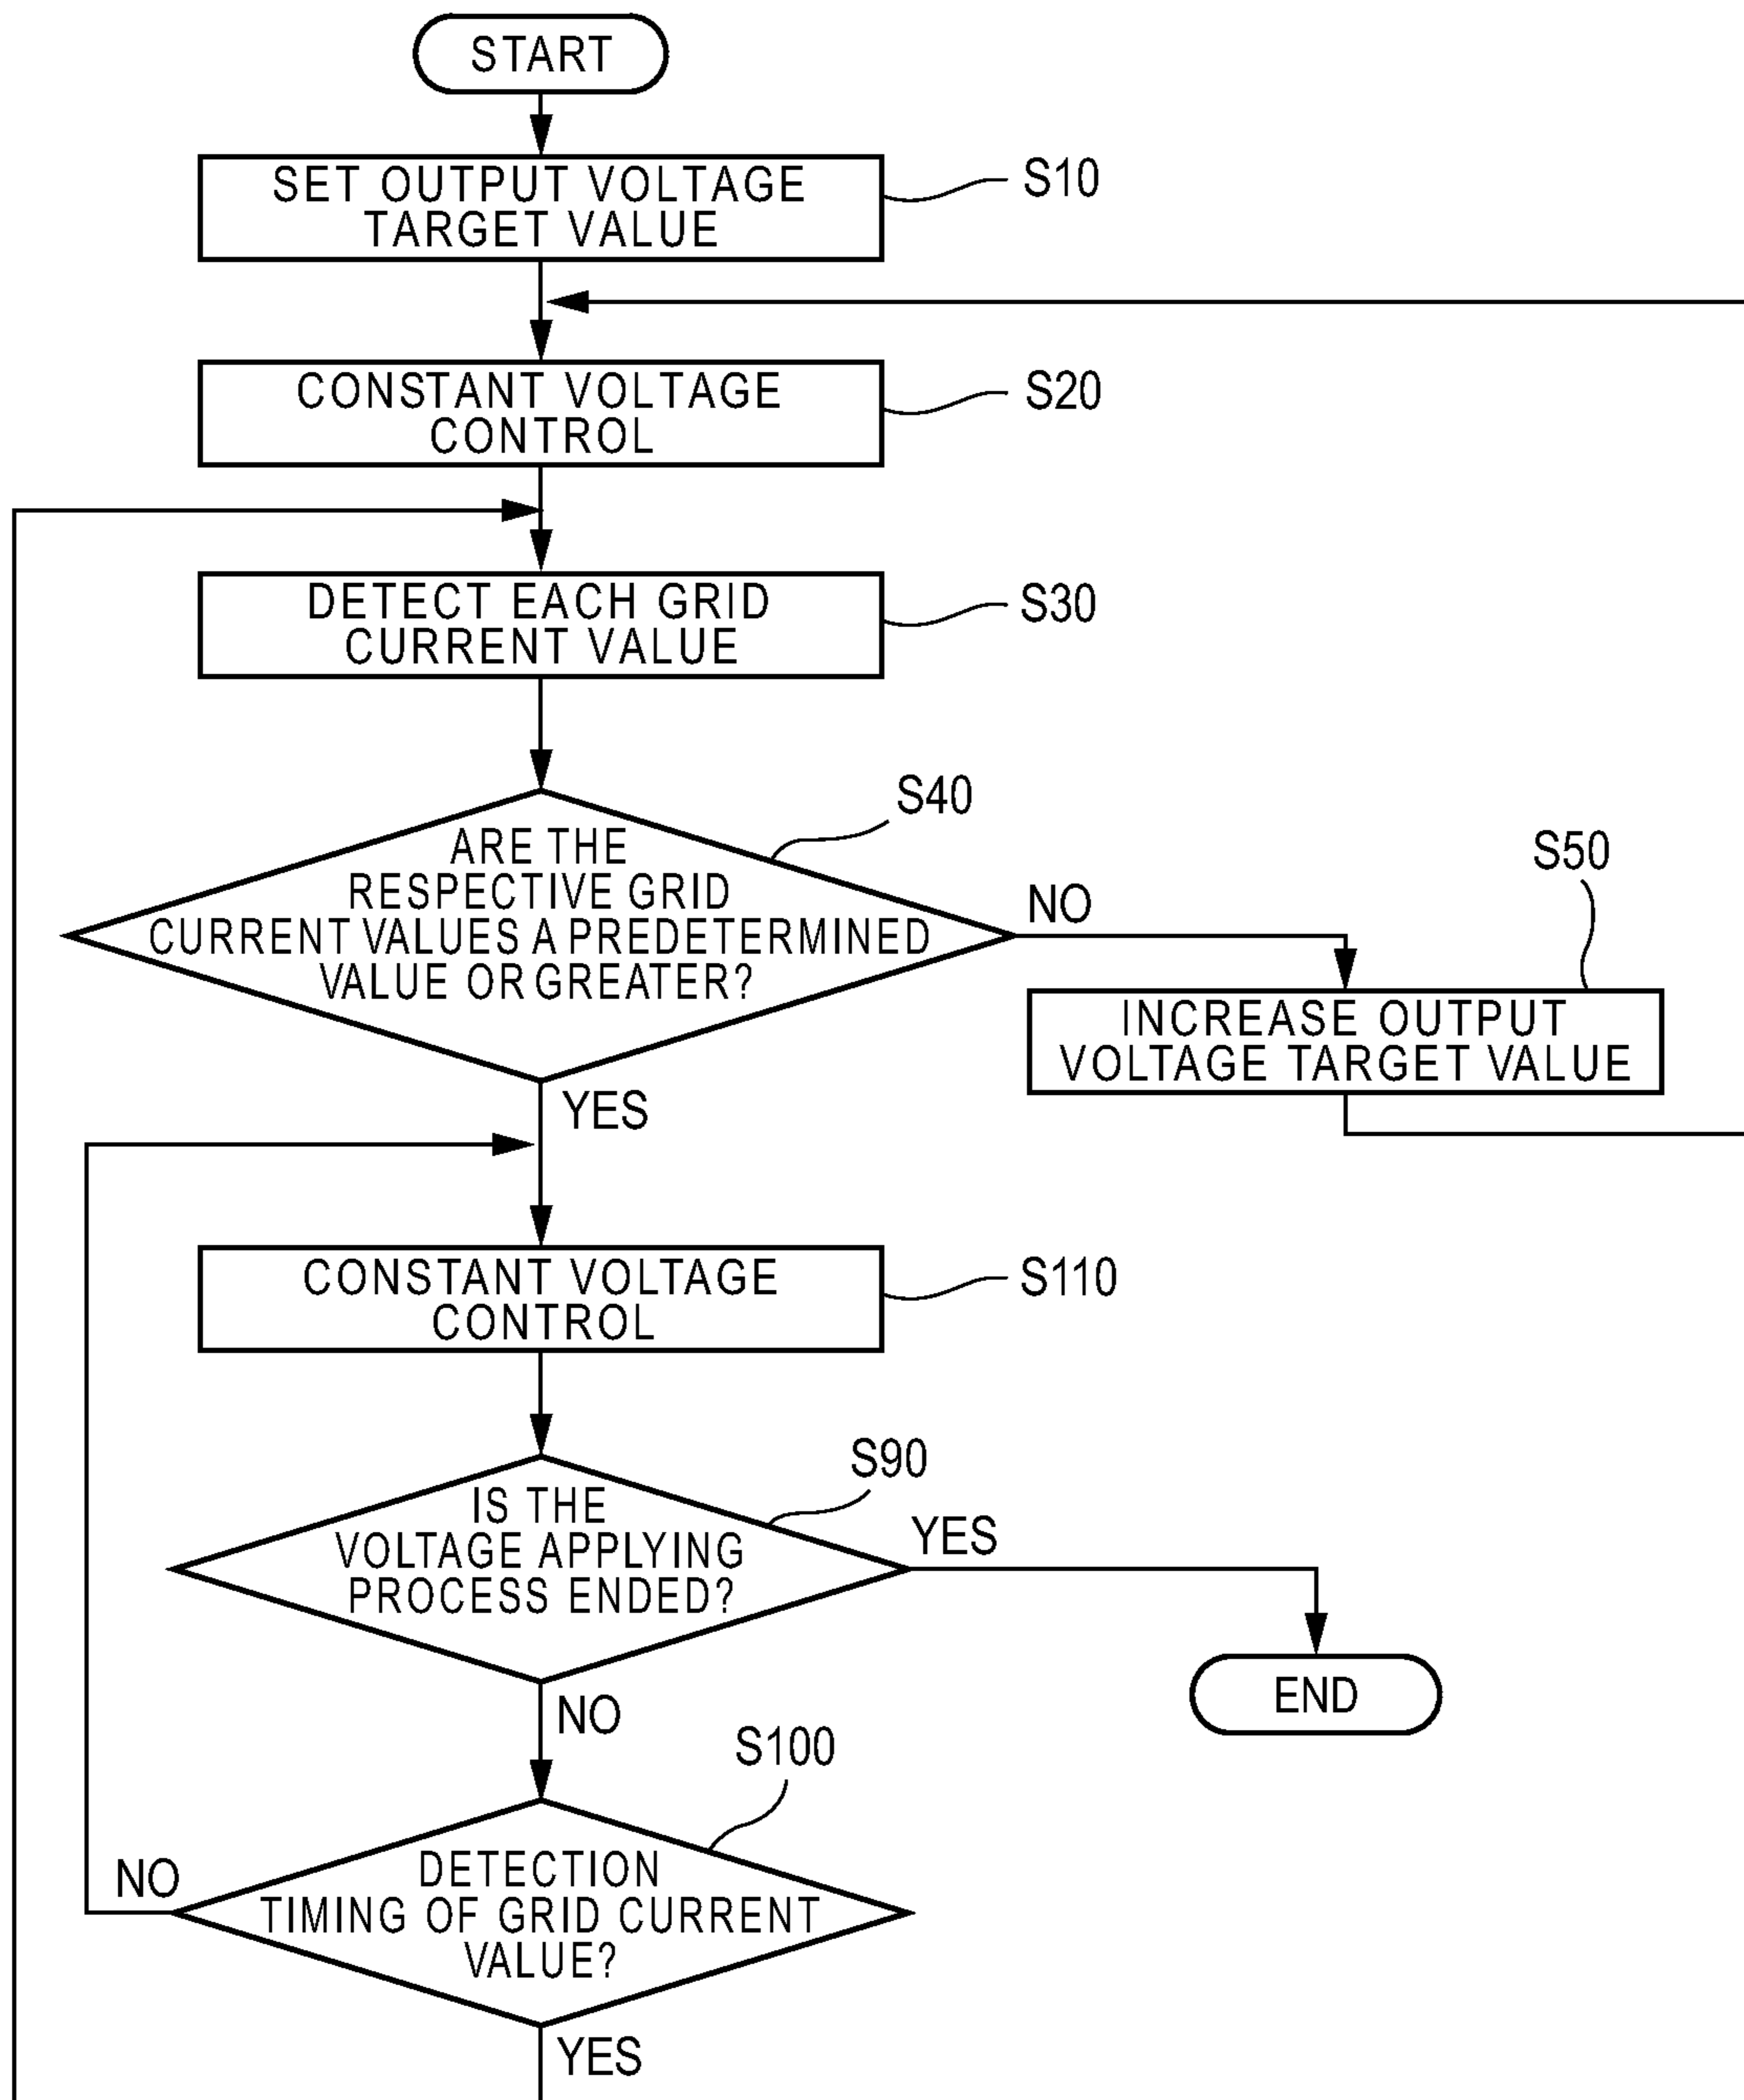 START
SET OUTPUT VOLTAGE
TARGET VALUE
S10
CONSTANT VOLTAGE
CONTROL
S20
DETECT EACH GRID
CURRENT VALUE
S30
S40
ARE THE
RESPECTIVE GRID
CURRENT VALUES A PREDETERMINED
VALUE OR GREATER?
NO
S50
INCREASE OUTPUT
VOLTAGE TARGET VALUE
YES
CONSTANT VOLTAGE
CONTROL
S110
S90
IS THE
VOLTAGE APPLYING
PROCESS ENDED?
YES
END
NO
S100
DETECTION
TIMING OF GRID CURRENT
VALUE?
NO
YES